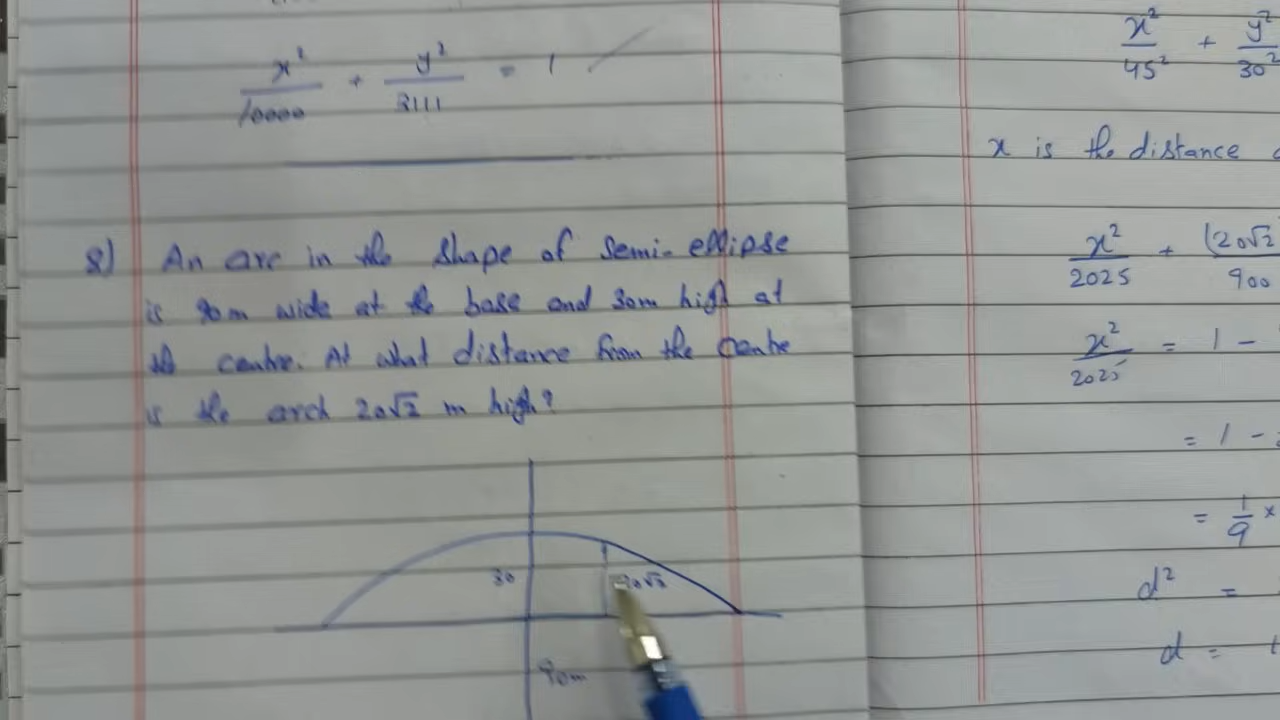 x² / 10000 + y² / 3111 = 1
8) An arc in the shape of semi-ellipse
is 90m wide at the base and 30m high at
the centre. At what distance from the centre
is the arch 20√2 m high?
30
20√2
90m
x² / 45² + y² / 30²
x is the distance
x² / 2025 + (20√2 / 900
x² / 2025 = 1 -
= 1 -
= 1/9 ×
d² =
d =